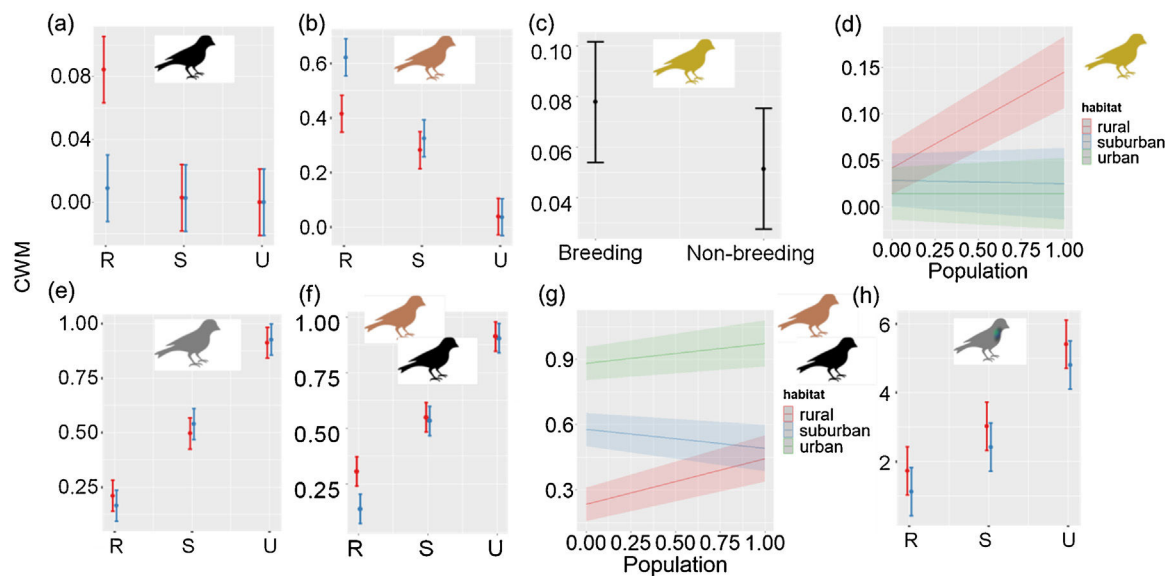 (a)
0.08
0.04
0.00
R S U
(b)
0.6
0.4
0.2
0.0
R S U
(c)
0.10
0.08
0.06
0.04
Breeding Non-breeding
(d)
0.15
0.10
0.05
0.00
0.00 0.25 0.50 0.75 1.00
Population
habitat
rural
suburban
urban
CWM
(e)
1.00
0.75
0.50
0.25
R S U
(f)
1.00
0.75
0.50
0.25
R S U
(g)
0.9
0.6
0.3
0.00 0.25 0.50 0.75 1.00
Population
habitat
rural
suburban
urban
(h)
6
4
2
R S U